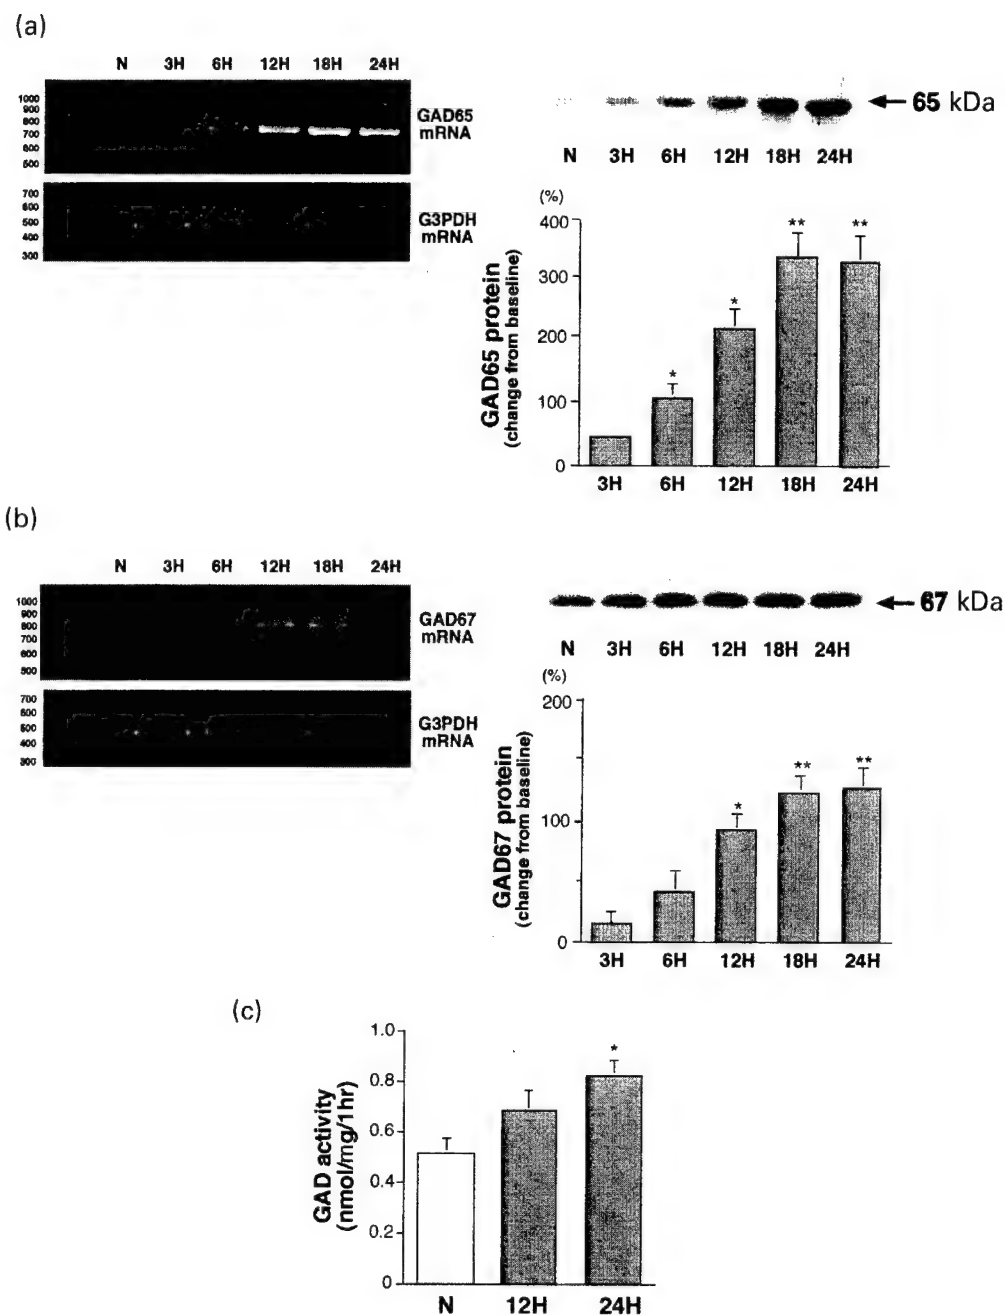 (a)
N 3H 6H 12H 18H 24H
1000
900
800
700
600
500
GAD65
mRNA
700
600
500
400
300
G3PDH
mRNA
65 kDa
N 3H 6H 12H 18H 24H
(%)
400
300
200
100
0
GAD65 protein
(change from baseline)
* * ** **
3H 6H 12H 18H 24H
(b)
N 3H 6H 12H 18H 24H
1000
900
800
700
600
500
GAD67
mRNA
700
600
500
400
300
G3PDH
mRNA
67 kDa
N 3H 6H 12H 18H 24H
(%)
200
100
0
GAD67 protein
(change from baseline)
* ** **
3H 6H 12H 18H 24H
(c)
1.0
0.8
0.6
0.4
0.2
0
GAD activity
(nmol/mg/1hr)
*
N 12H 24H